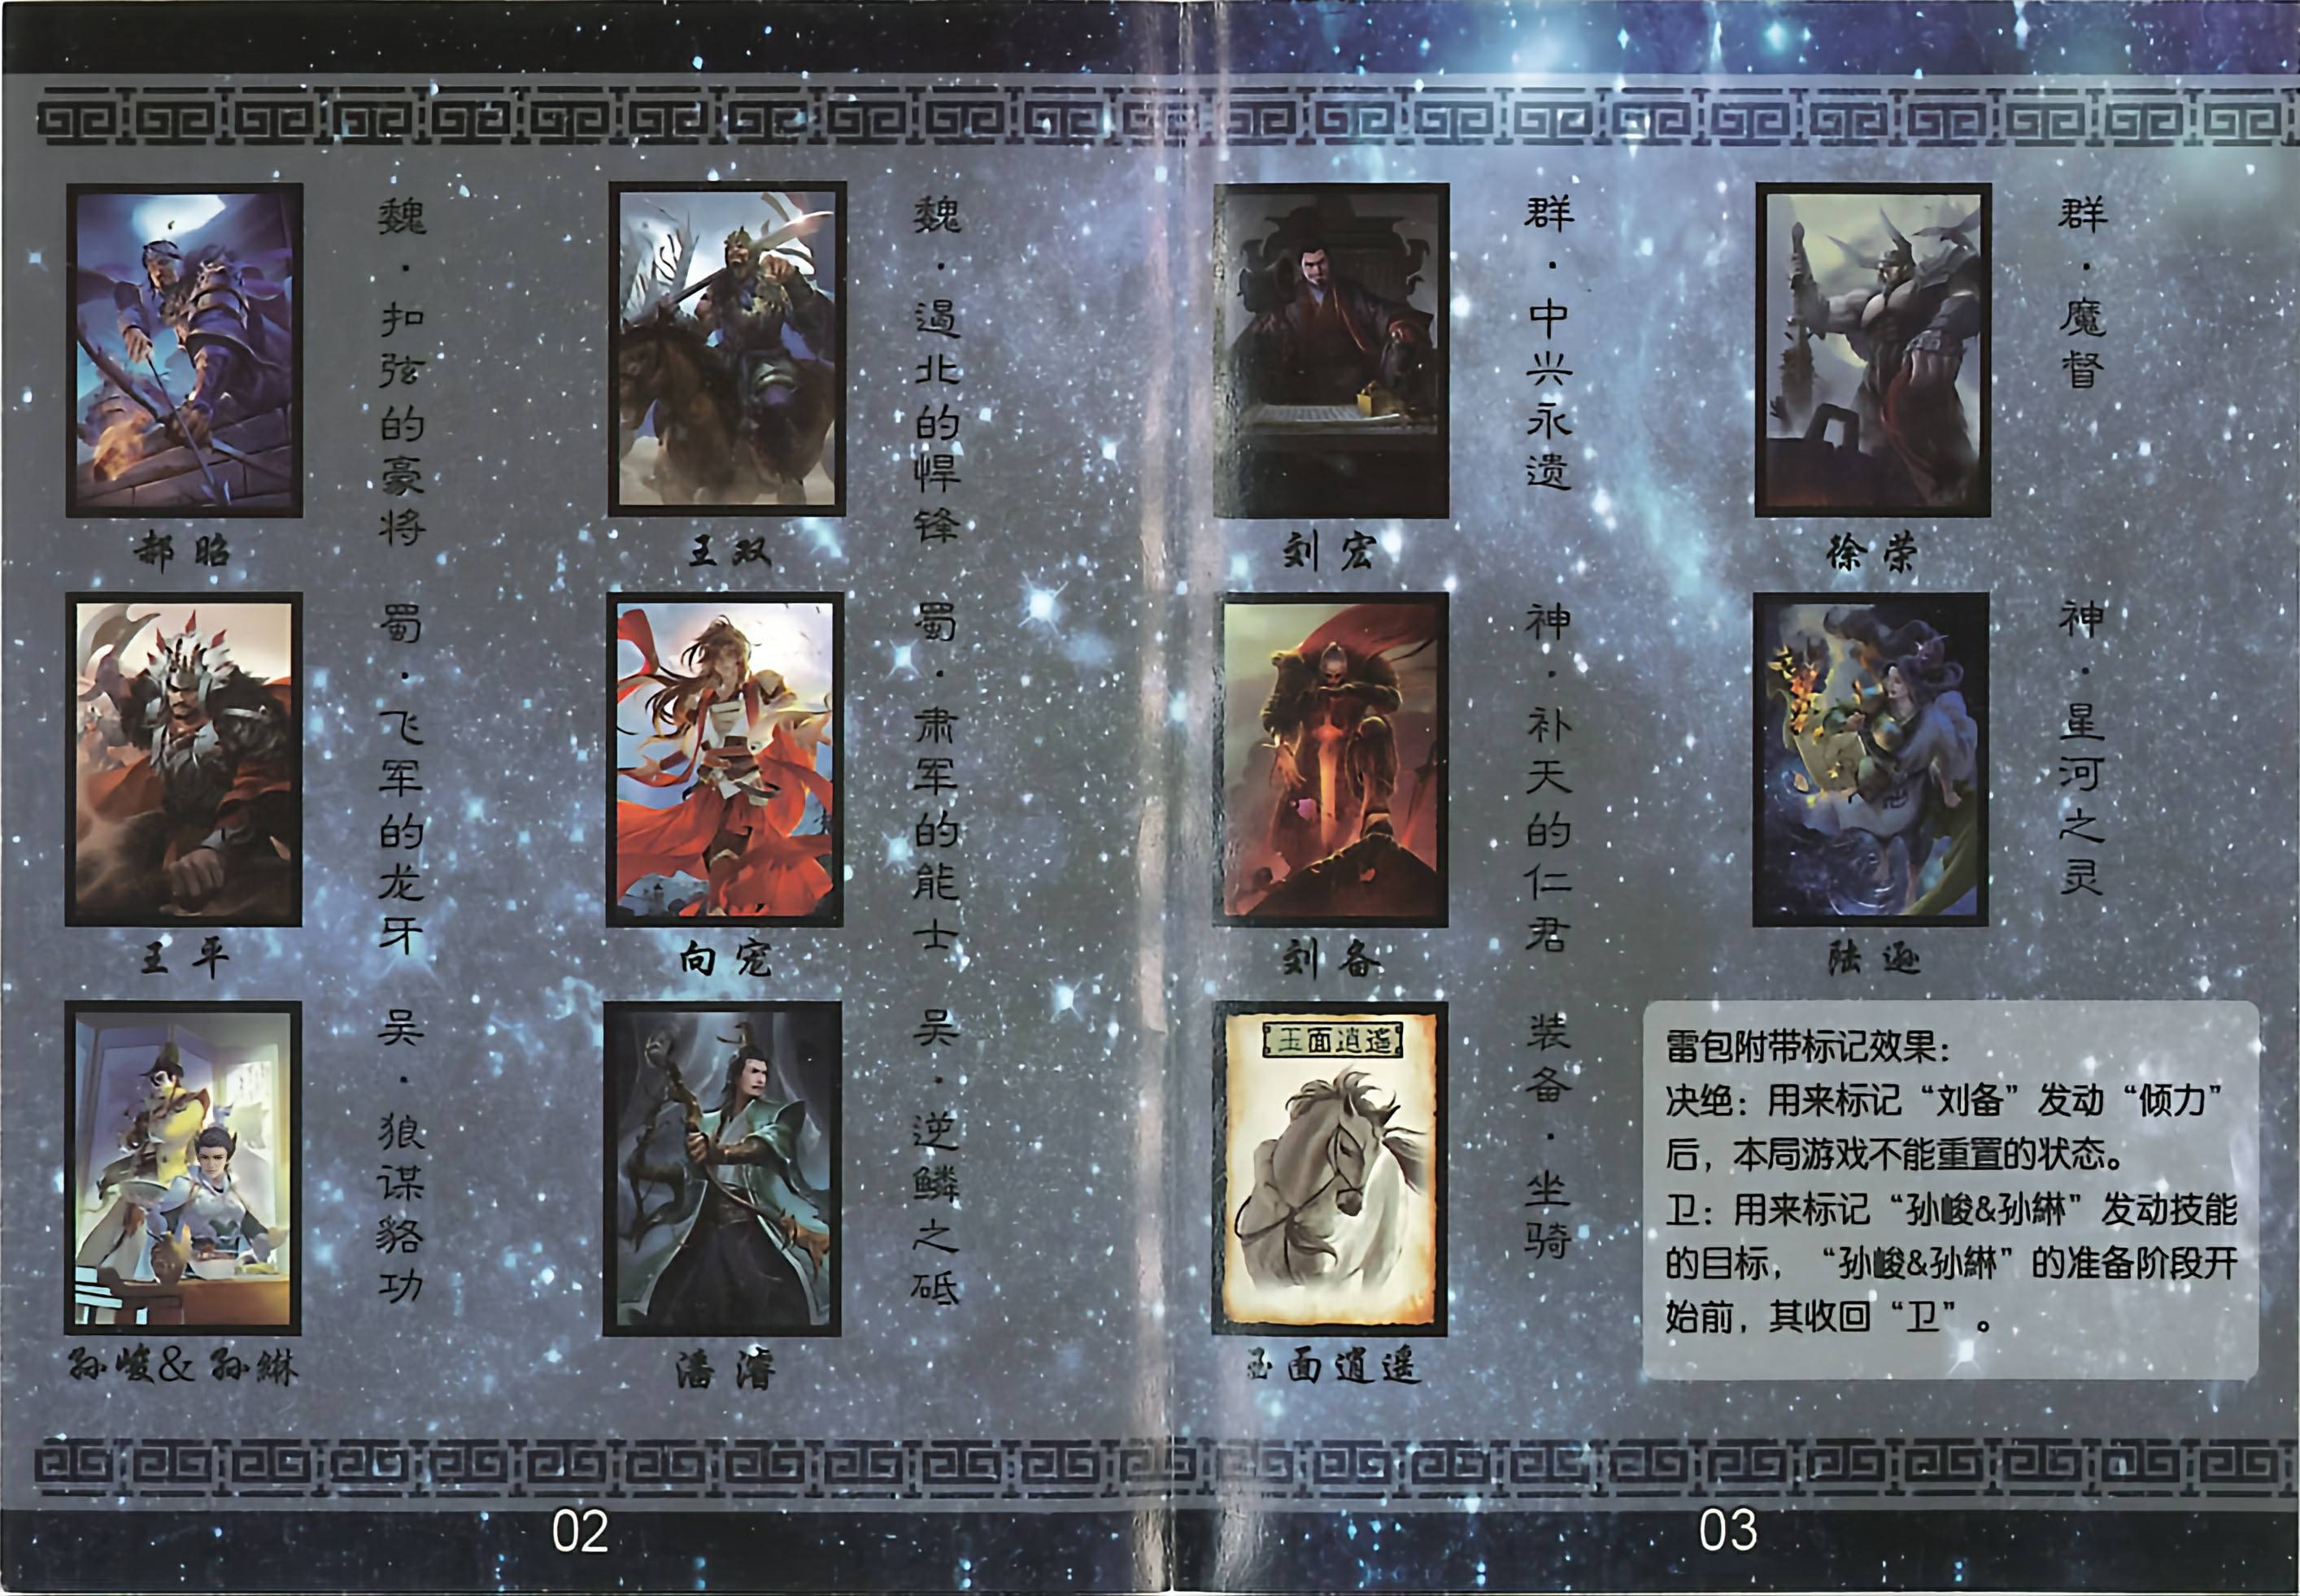 魏·扣弦的豪将
郝昭
魏·遏北的悍锋
王双
蜀·飞军的龙牙
王平
蜀·肃军的能士
向宠
吴·狼谋貉功
孙峻&孙綝
吴·逆鳞之砥
潘濬
02
群·中兴永遗
刘宏
群·魔督
徐荣
神·补天的仁君
刘备
神·星河之灵
陆逊
玉面逍遥
装备·坐骑
玉面逍遥
雷包附带标记效果：
决绝：用来标记“刘备”发动“倾力”
后，本局游戏不能重置的状态。
卫：用来标记“孙峻&孙綝”发动技能
的目标，“孙峻&孙綝”的准备阶段开
始前，其收回“卫”。
03